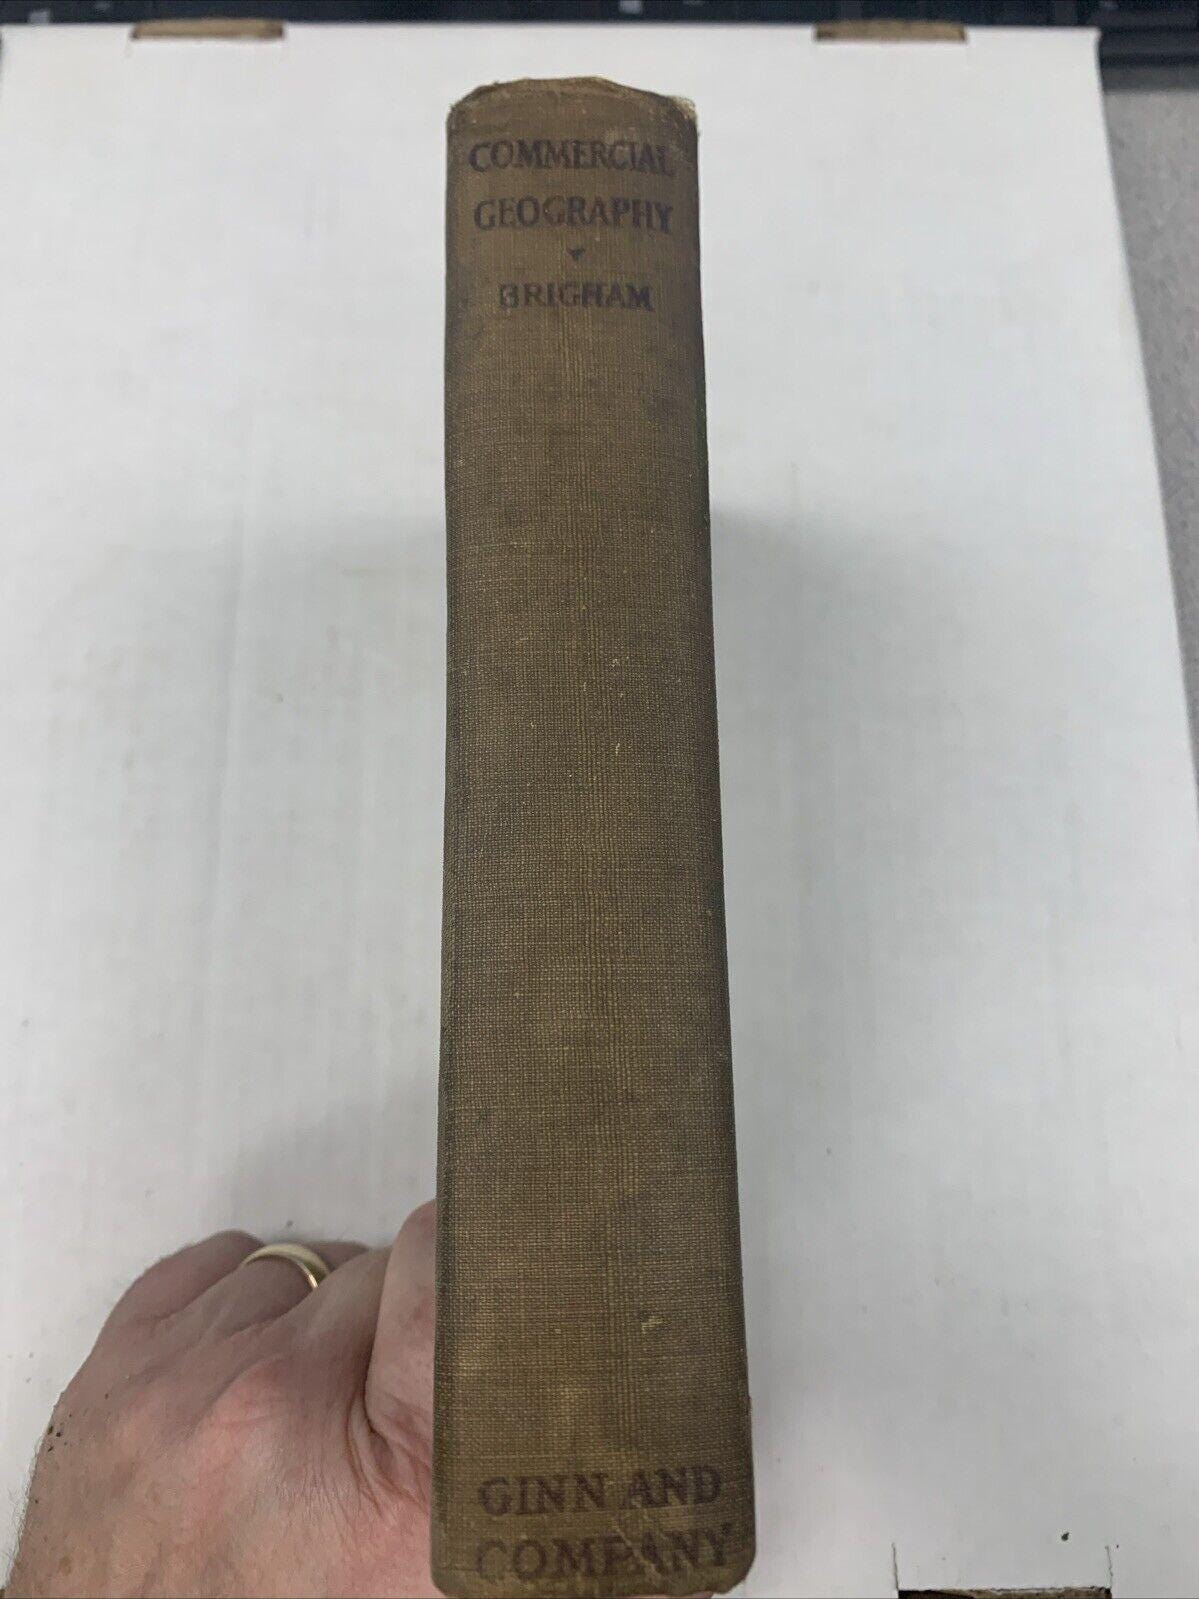 COMMERCIAL
GEOGRAPHY
BRIGHAM
GINN AND
COMPANY